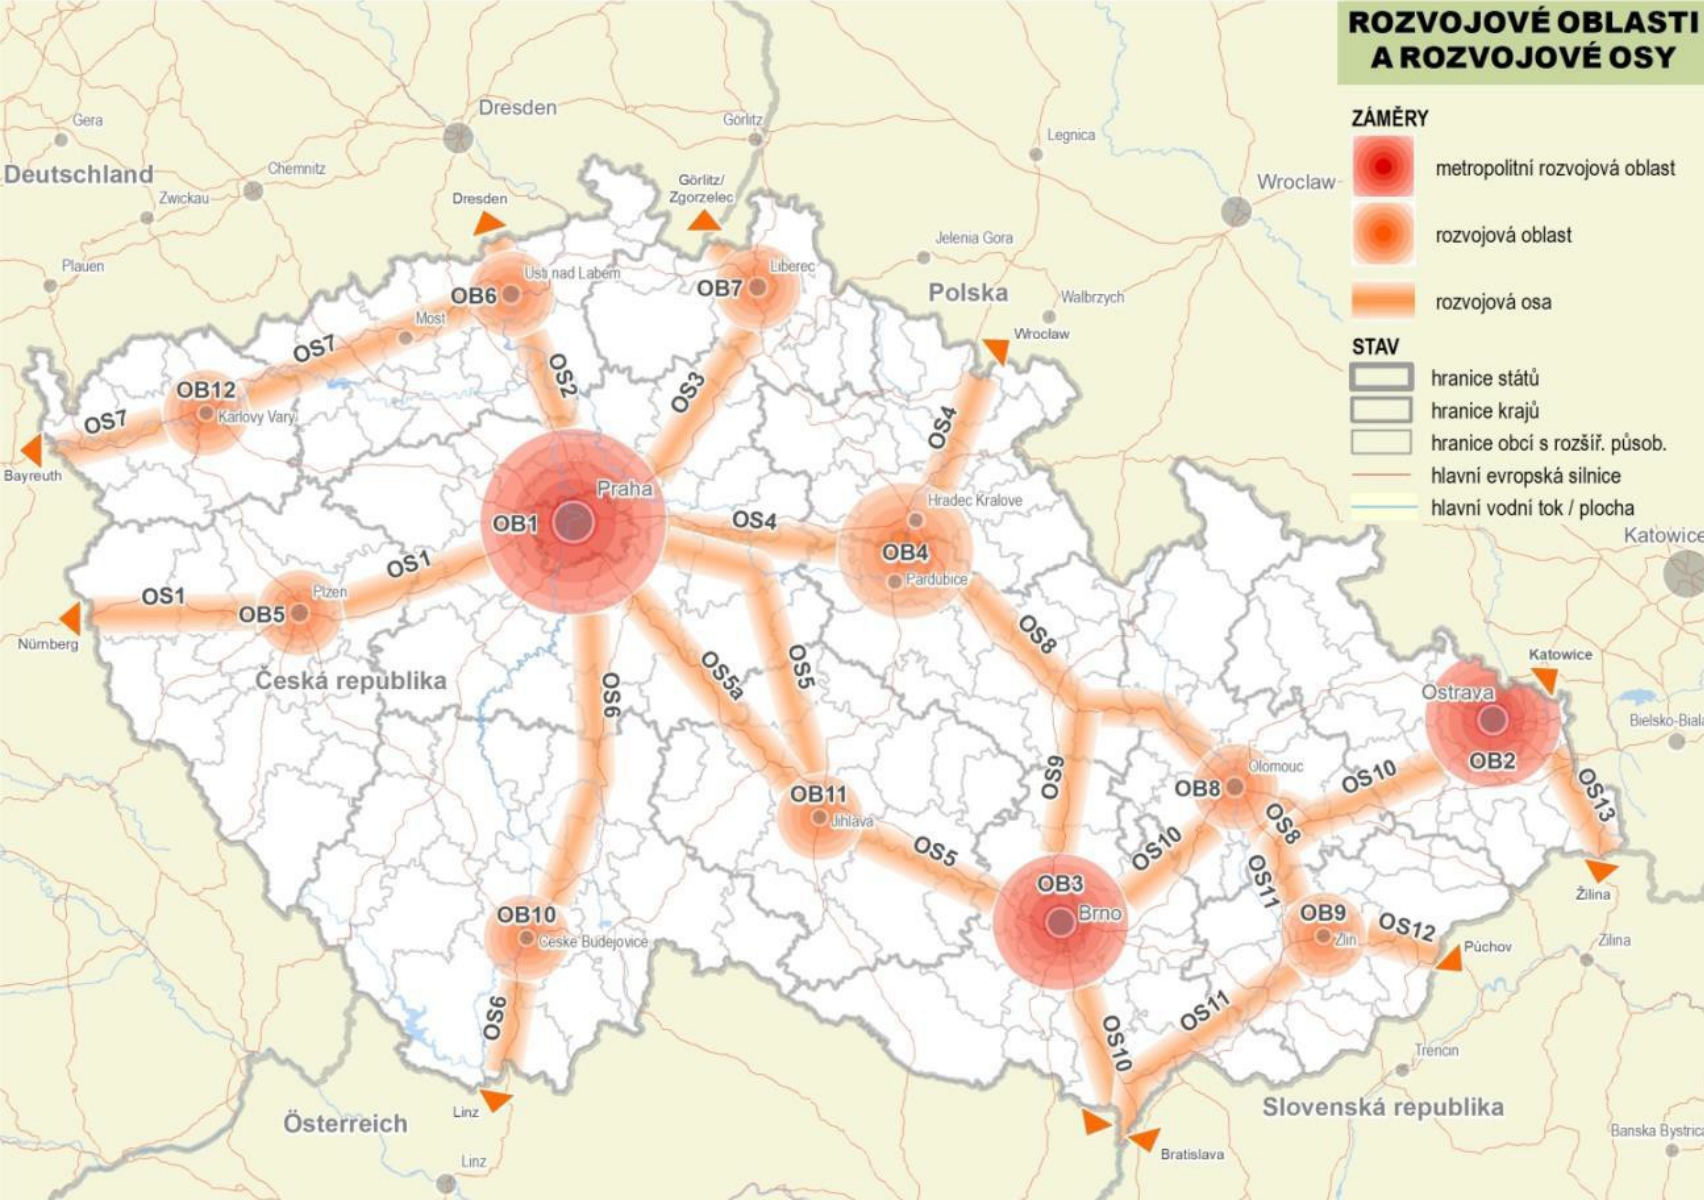 ROZVOJOVÉ OBLASTI
A ROZVOJOVÉ OSY
ZÁMĚRY
metropolitní rozvojová oblast
rozvojová oblast
rozvojová osa
STAV
hranice států
hranice krajů
hranice obcí s rozšíř. působ.
hlavní evropská silnice
hlavní vodní tok / plocha
Dresden
Gera
Görlitz
Legnica
Deutschland
Chemnitz
Zwickau
Dresden
Görlitz/
Zgorzelec
Wroclaw
Plauen
Jelenia Gora
Usti nad Labem
Liberec
OB6
OB7
Polska
Walbrzych
Most
Wrocław
OS7
OS2
OS3
OB12
Karlovy Vary
OS7
OS4
Bayreuth
Praha
Hradec Kralove
OB1
OS4
OB4
Katowice
OS1
Pardubice
OS1
Plzen
OB5
Nürnberg
OS8
Katowice
Česká republika
OS5a
OS5
OS6
Ostrava
Bielsko-Biala
OB2
OS9
Olomouc
OB8
OS10
OS13
OB11
Jihlava
OS8
OS10
OS5
OS11
OB3
Brno
Žilina
OB10
Ceske Budejovice
OB9
Zlin
OS12
Púchov
Zilina
OS6
OS11
OS10
Trencin
Linz
Österreich
Slovenská republika
Bratislava
Banska Bystrica
Linz